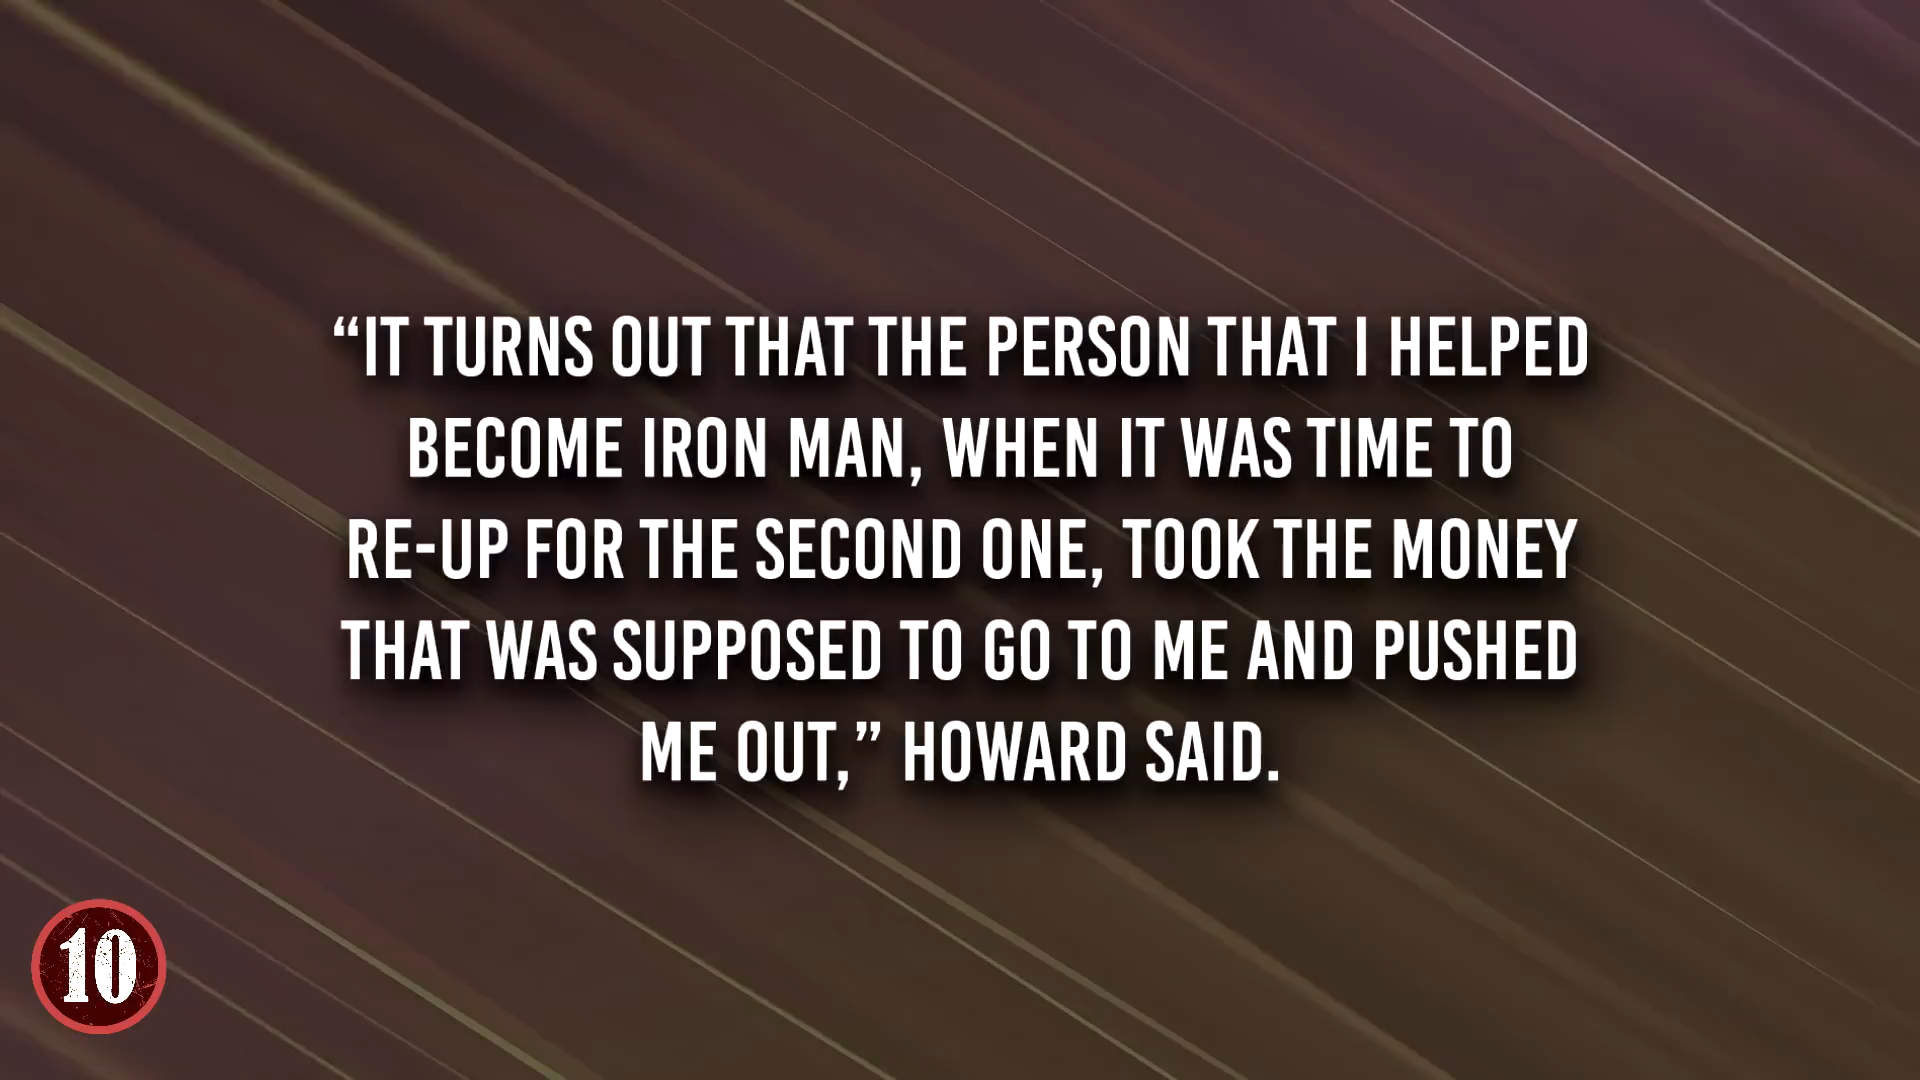 “IT TURNS OUT THAT THE PERSON THAT I HELPED
BECOME IRON MAN, WHEN IT WAS TIME TO
RE-UP FOR THE SECOND ONE, TOOK THE MONEY
THAT WAS SUPPOSED TO GO TO ME AND PUSHED
ME OUT,” HOWARD SAID.
10